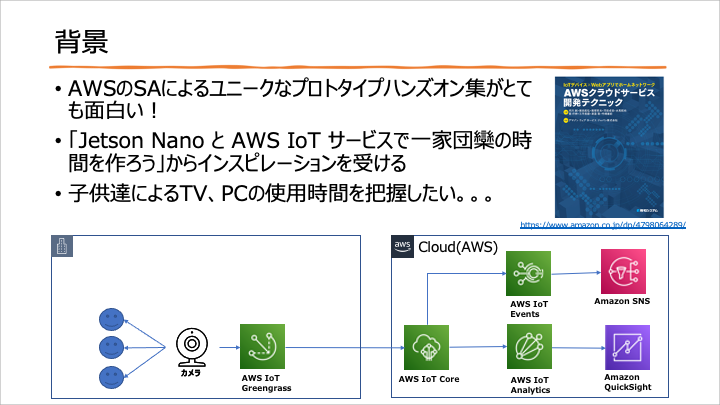 背景
• AWSのSAによるユニークなプロトタイプハンズオン集がとて
も面白い！
• 「Jetson Nano と AWS IoT サービスで一家団欒の時
間を作ろう」からインスピレーションを受ける
• 子供達によるTV、PCの使用時間を把握したい。。。
IoTデバイス・Webアプリでホームネットワーク
AWSクラウドサービス
開発テクニック
https://www.amazon.co.jp/dp/4798064289/
aws
Cloud(AWS)
カメラ
AWS IoT
Greengrass
AWS IoT Core
AWS IoT
Events
Amazon SNS
AWS IoT
Analytics
Amazon
QuickSight